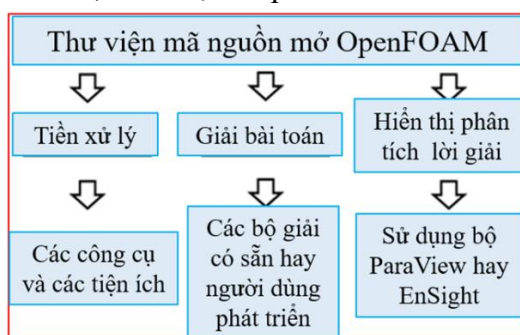 Thư viện mã nguồn mở OpenFOAM
Tiền xử lý
Giải bài toán
Hiển thị phân
tích lời giải
Các công cụ
và các tiện ích
Các bộ giải
có sẵn hay
người dùng
phát triển
Sử dụng bộ
ParaView hay
EnSight